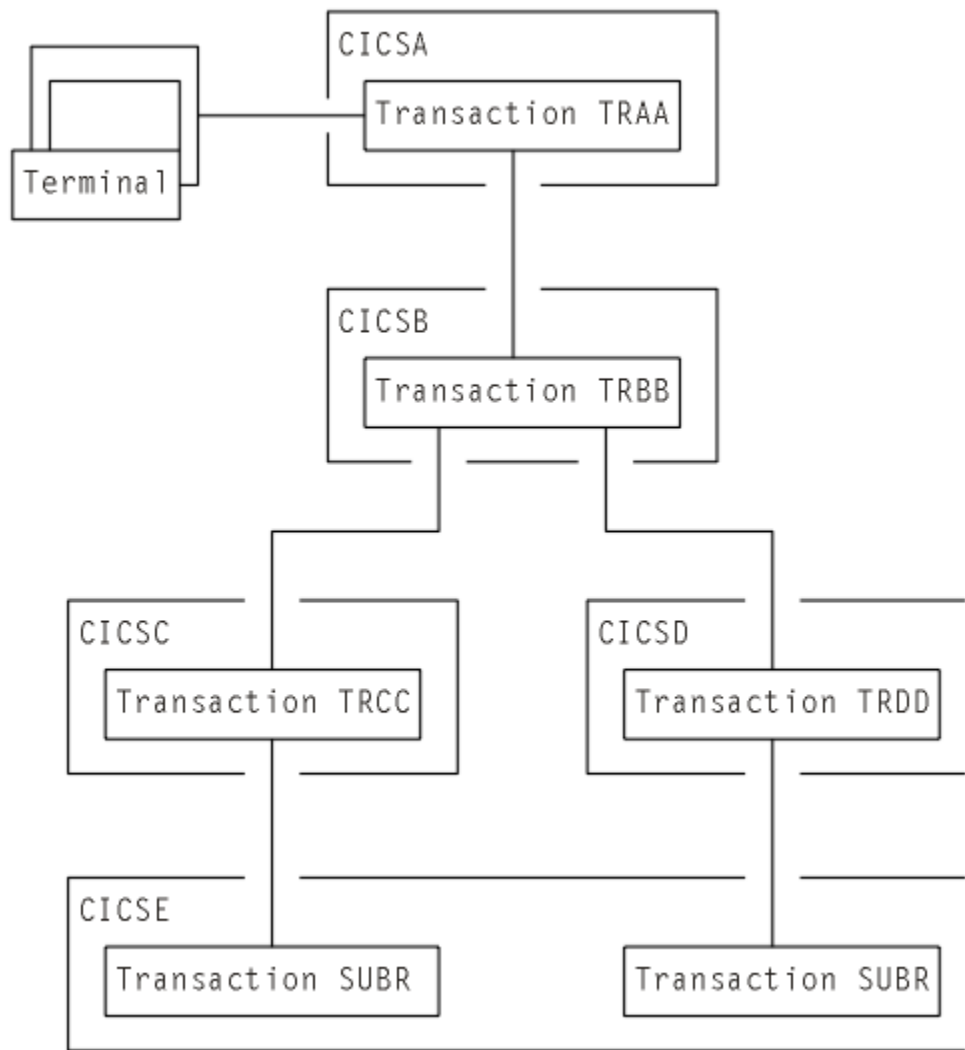 CICSA
Transaction TRAA
Terminal
CICSB
Transaction TRBB
CICSC
CICSD
Transaction TRCC
Transaction TRDD
CICSE
Transaction SUBR
Transaction SUBR